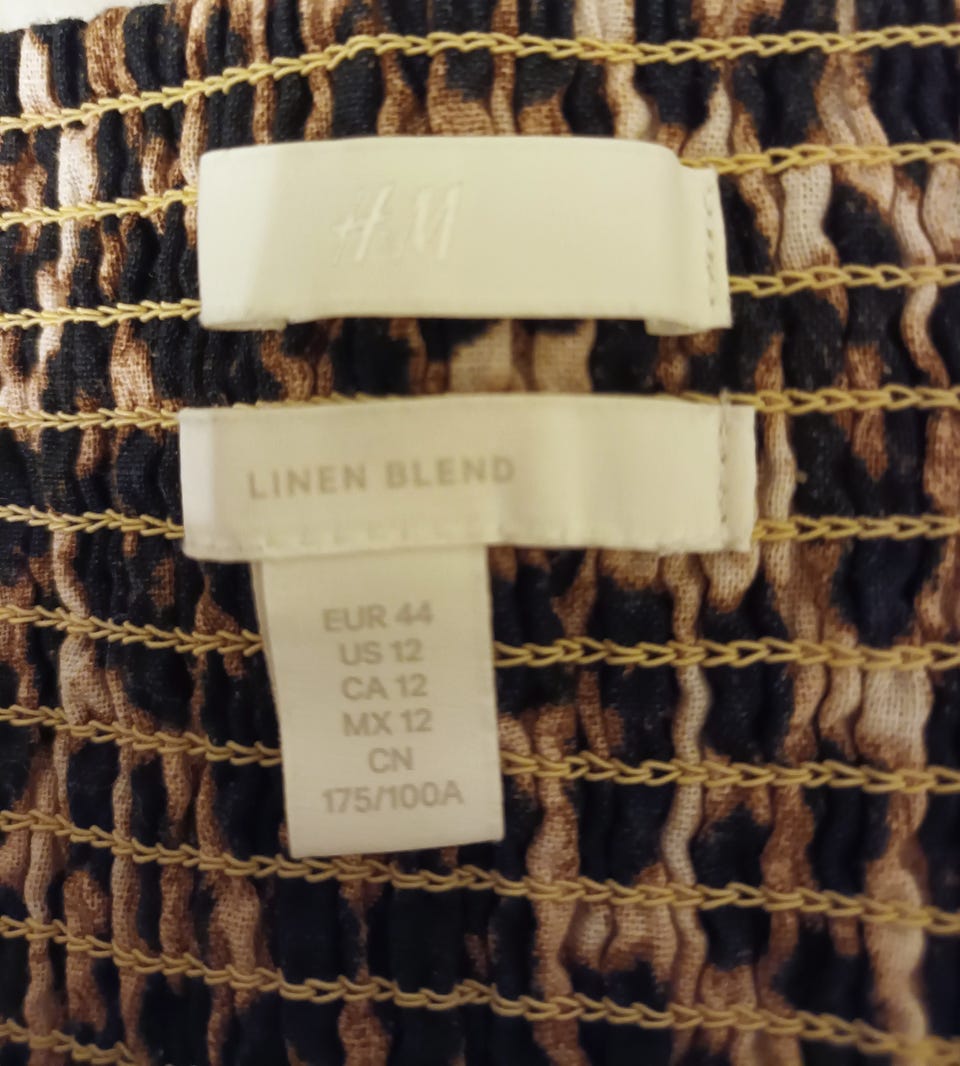 H&M
LINEN BLEND
EUR 44
US 12
CA 12
MX 12
CN
175/100A